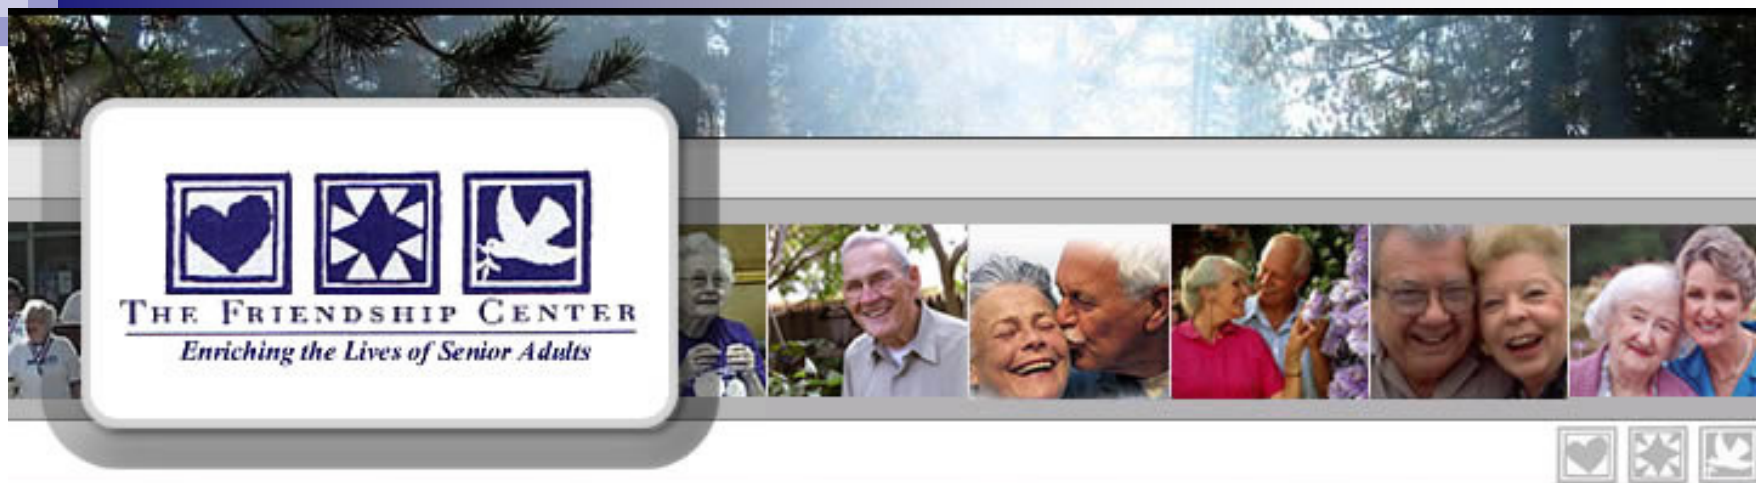 THE FRIENDSHIP CENTER
Enriching the Lives of Senior Adults